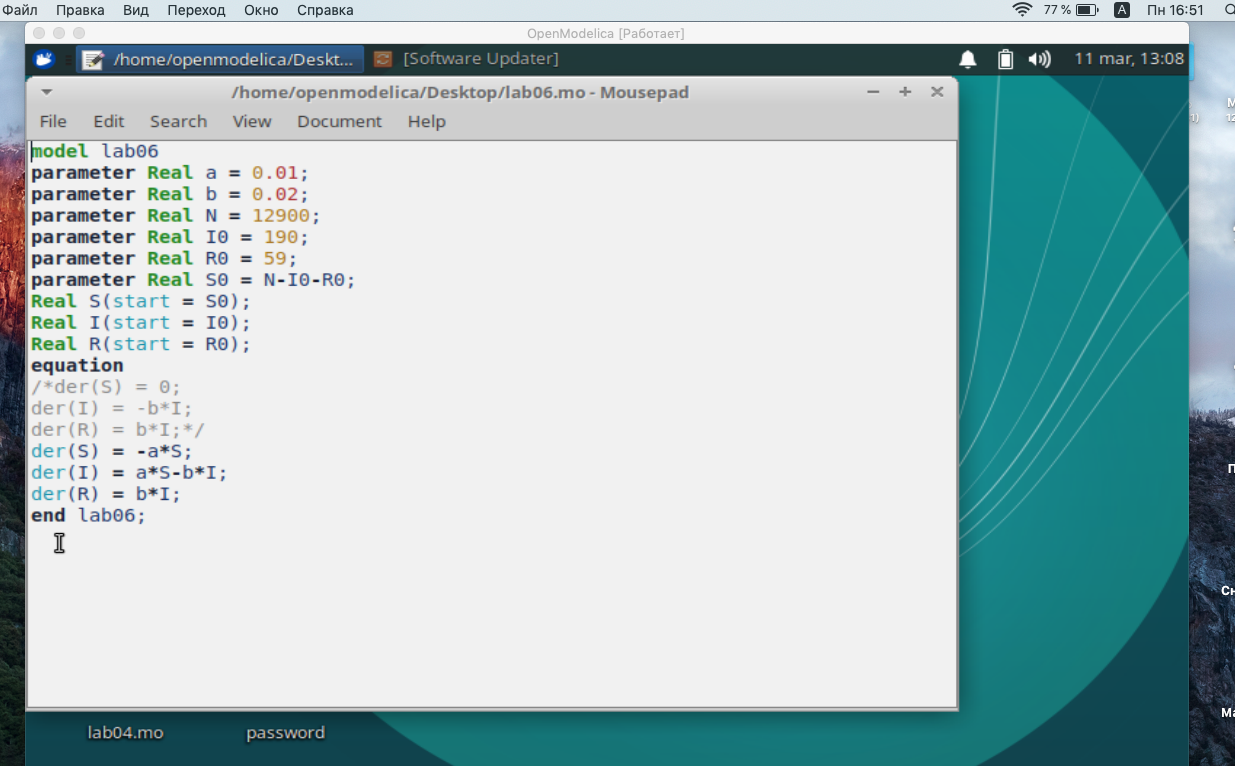 Файл Правка Вид Переход Окно Справка 77 % A Пн 16:51
OpenModelica [Работает]
/home/openmodelica/Deskt... [Software Updater] 11 mar, 13:08
/home/openmodelica/Desktop/lab06.mo - Mousepad
File Edit Search View Document Help
model lab06
parameter Real a = 0.01;
parameter Real b = 0.02;
parameter Real N = 12900;
parameter Real I0 = 190;
parameter Real R0 = 59;
parameter Real S0 = N-I0-R0;
Real S(start = S0);
Real I(start = I0);
Real R(start = R0);
equation
/*der(S) = 0;
der(I) = -b*I;
der(R) = b*I;*/
der(S) = -a*S;
der(I) = a*S-b*I;
der(R) = b*I;
end lab06;
lab04.mo password